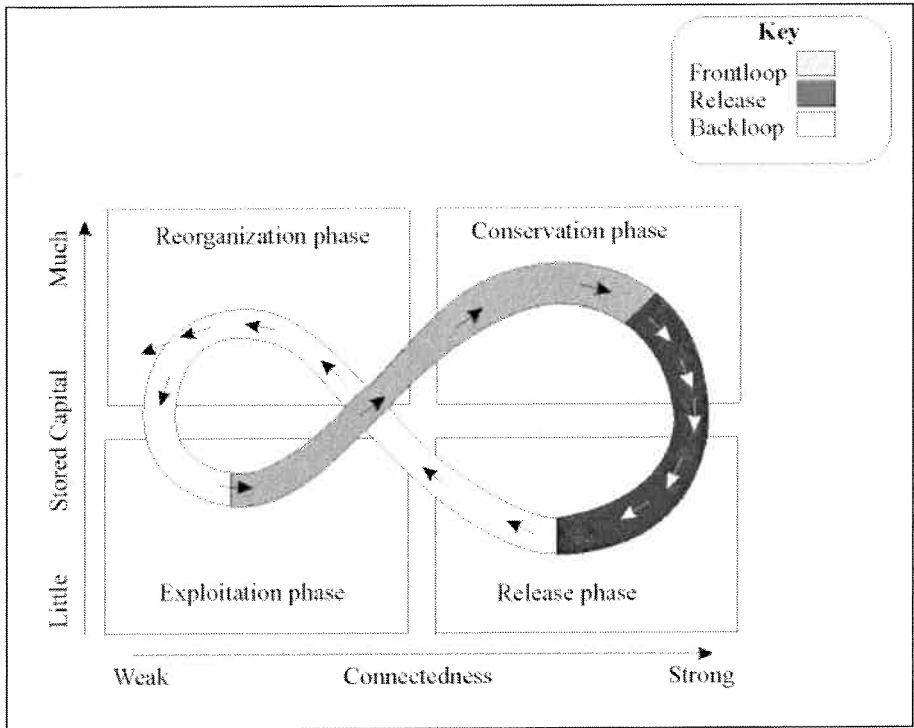 Key
Frontloop
Release
Backloop
Much
Stored Capital
Little
Reorganization phase
Conservation phase
Exploitation phase
Release phase
Weak
Connectedness
Strong